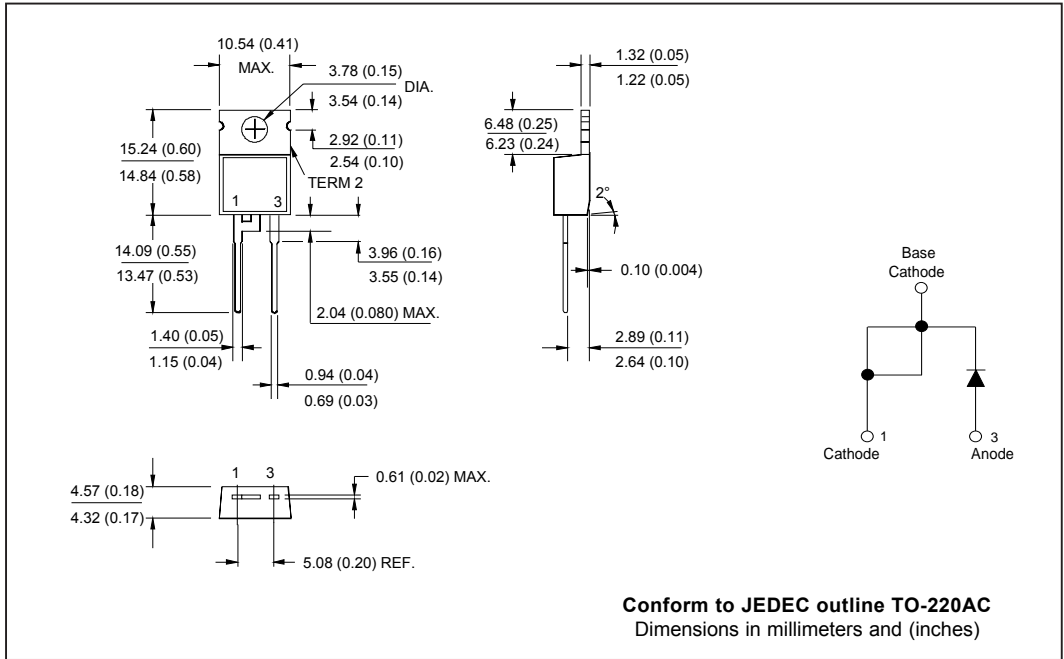 10.54 (0.41)
MAX.
3.78 (0.15)
3.54 (0.14)
DIA.
2.92 (0.11)
2.54 (0.10)
TERM 2
15.24 (0.60)
14.84 (0.58)
1 3
14.09 (0.55)
13.47 (0.53)
3.96 (0.16)
3.55 (0.14)
2.04 (0.080) MAX.
1.40 (0.05)
1.15 (0.04)
0.94 (0.04)
0.69 (0.03)
1.32 (0.05)
1.22 (0.05)
6.48 (0.25)
6.23 (0.24)
2°
0.10 (0.004)
2.89 (0.11)
2.64 (0.10)
Base
Cathode
1
Cathode
3
Anode
1 3
0.61 (0.02) MAX.
4.57 (0.18)
4.32 (0.17)
5.08 (0.20) REF.
Conform to JEDEC outline TO-220AC
Dimensions in millimeters and (inches)